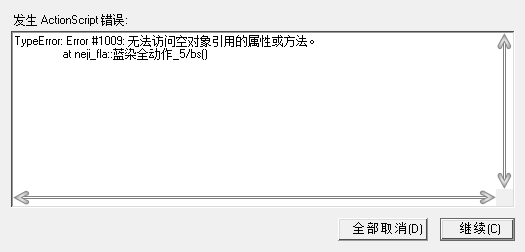 发生 ActionScript 错误:
TypeError: Error #1009: 无法访问空对象引用的属性或方法。
at neji_fla::蓝染全动作_5/bs()
全部取消(D)
继续(C)